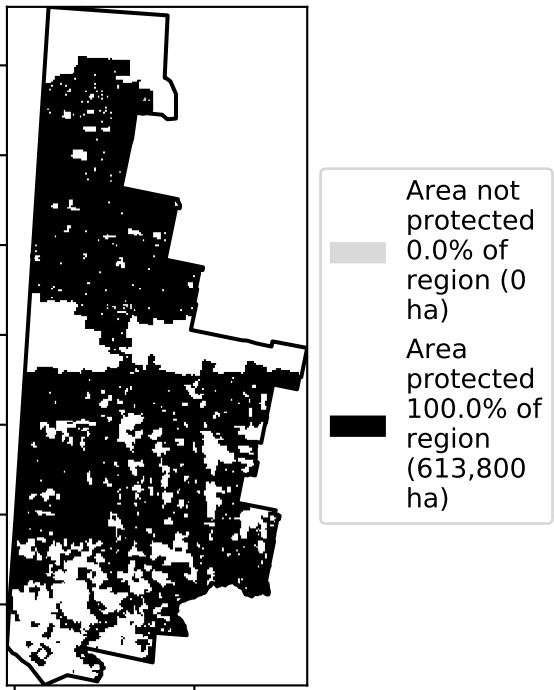 Area not
protected
0.0% of
region (0
ha)
Area
protected
100.0% of
region
(613,800
ha)